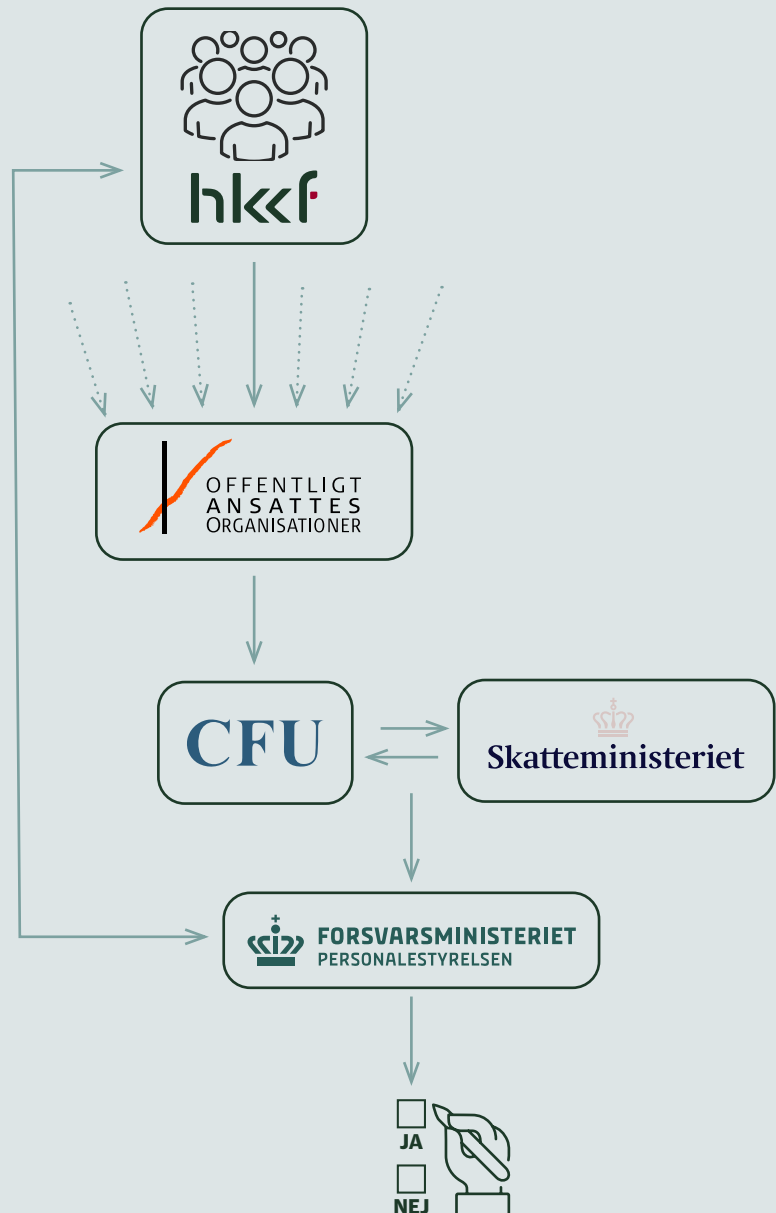 hkkf
OFFENTLIGT
ANSATTES
ORGANISATIONER
CFU
Skatteministeriet
FORSVARSMINISTERIET
PERSONALESTYRELSEN
JA
NEJ